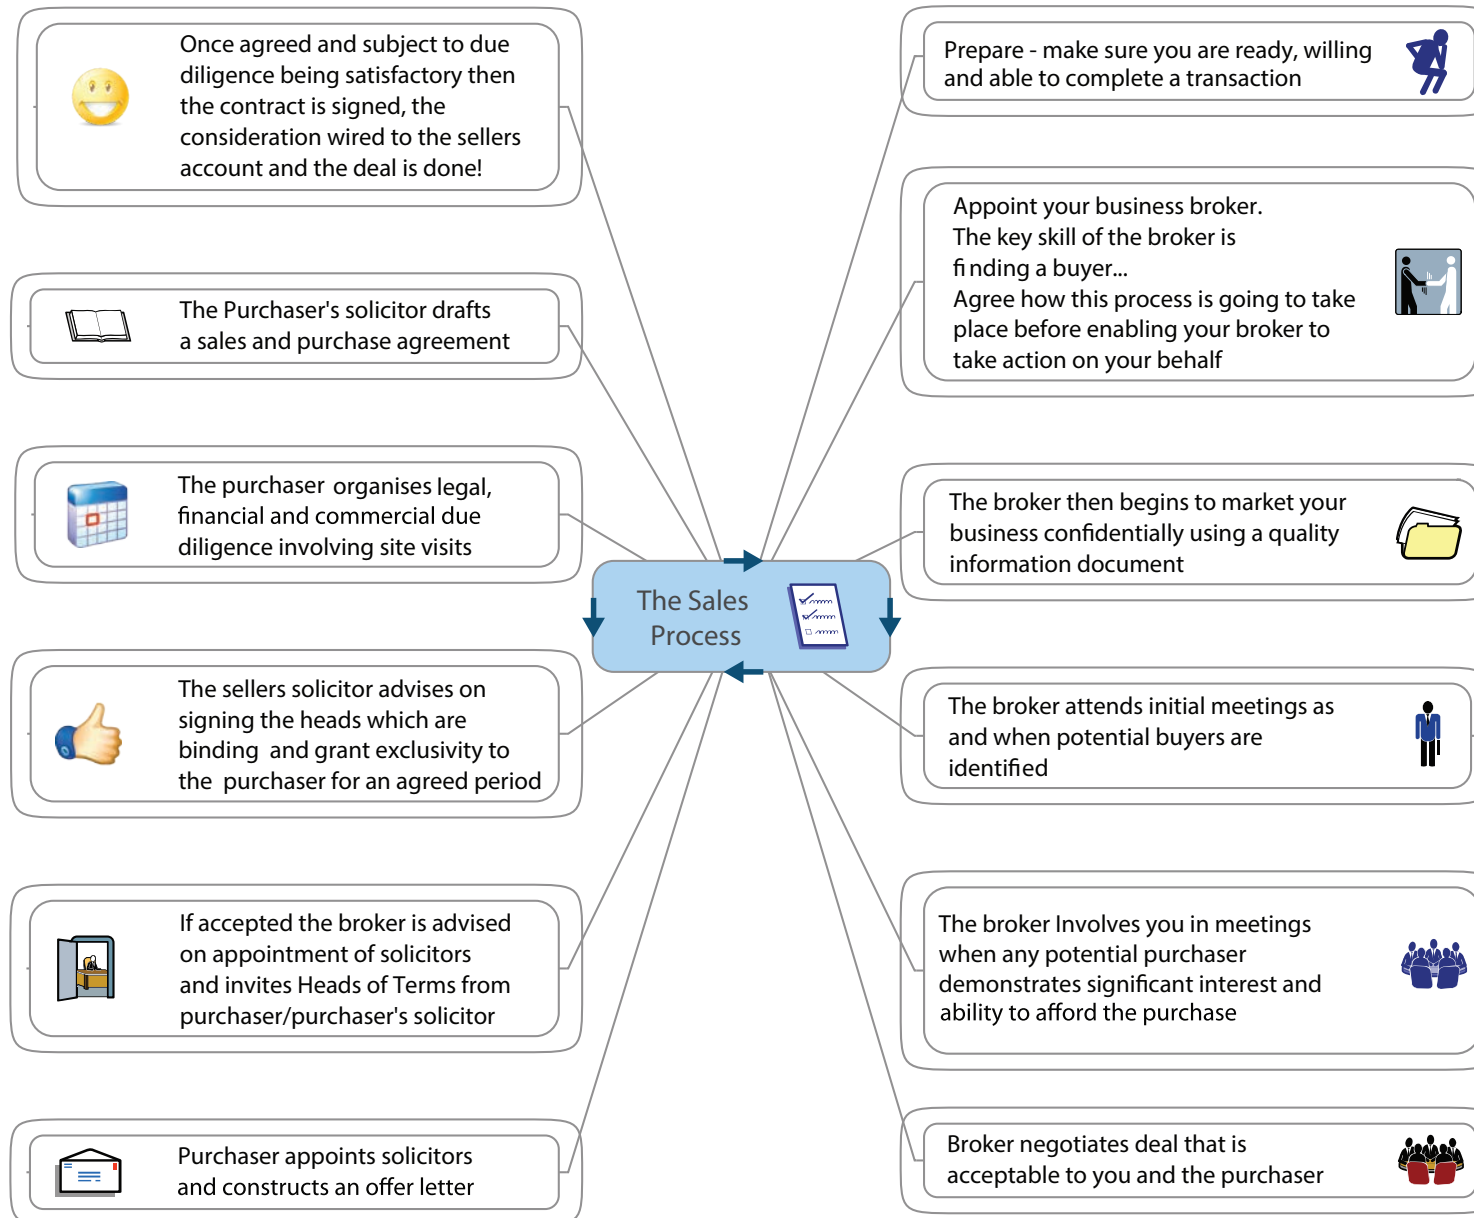 The Sales
Process
Prepare - make sure you are ready, willing
and able to complete a transaction
Appoint your business broker.
The key skill of the broker is
finding a buyer...
Agree how this process is going to take
place before enabling your broker to
take action on your behalf
The broker then begins to market your
business confidentially using a quality
information document
The broker attends initial meetings as
and when potential buyers are
identified
The broker Involves you in meetings
when any potential purchaser
demonstrates significant interest and
ability to afford the purchase
Broker negotiates deal that is
acceptable to you and the purchaser
Purchaser appoints solicitors
and constructs an offer letter
If accepted the broker is advised
on appointment of solicitors
and invites Heads of Terms from
purchaser/purchaser's solicitor
The sellers solicitor advises on
signing the heads which are
binding and grant exclusivity to
the purchaser for an agreed period
The purchaser organises legal,
financial and commercial due
diligence involving site visits
The Purchaser's solicitor drafts
a sales and purchase agreement
Once agreed and subject to due
diligence being satisfactory then
the contract is signed, the
consideration wired to the sellers
account and the deal is done!